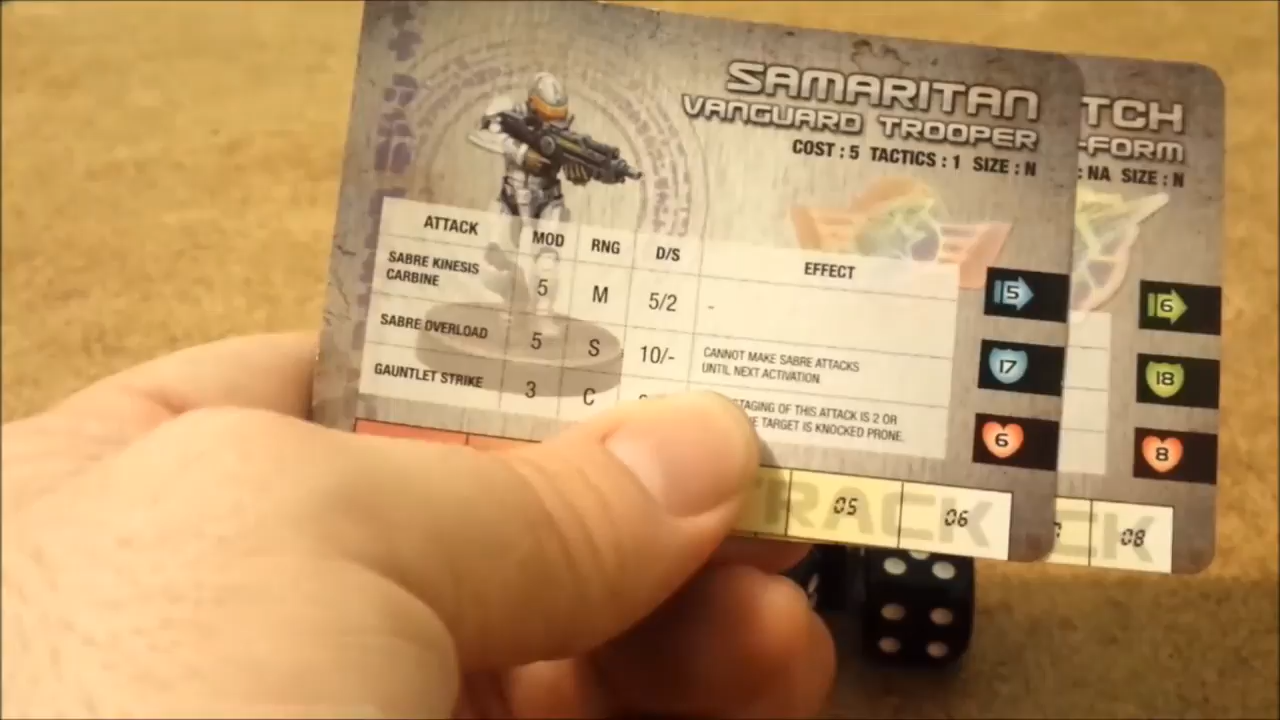 SAMARITAN
VANGUARD TROOPER
COST : 5 TACTICS : 1 SIZE : N
ATTACK MOD RNG D/S EFFECT
SABRE KINESIS
CARBINE
5 M 5/2 -
SABRE OVERLOAD 5 S 10/-
CANNOT MAKE SABRE ATTACKS
UNTIL NEXT ACTIVATION
GAUNTLET STRIKE 3 C
STAGING OF THIS ATTACK IS 2 OR
TARGET IS KNOCKED PRONE.
5
17
6
TRACK
05 06
TCH
-FORM
: NA SIZE : N
6
18
8
CK
08